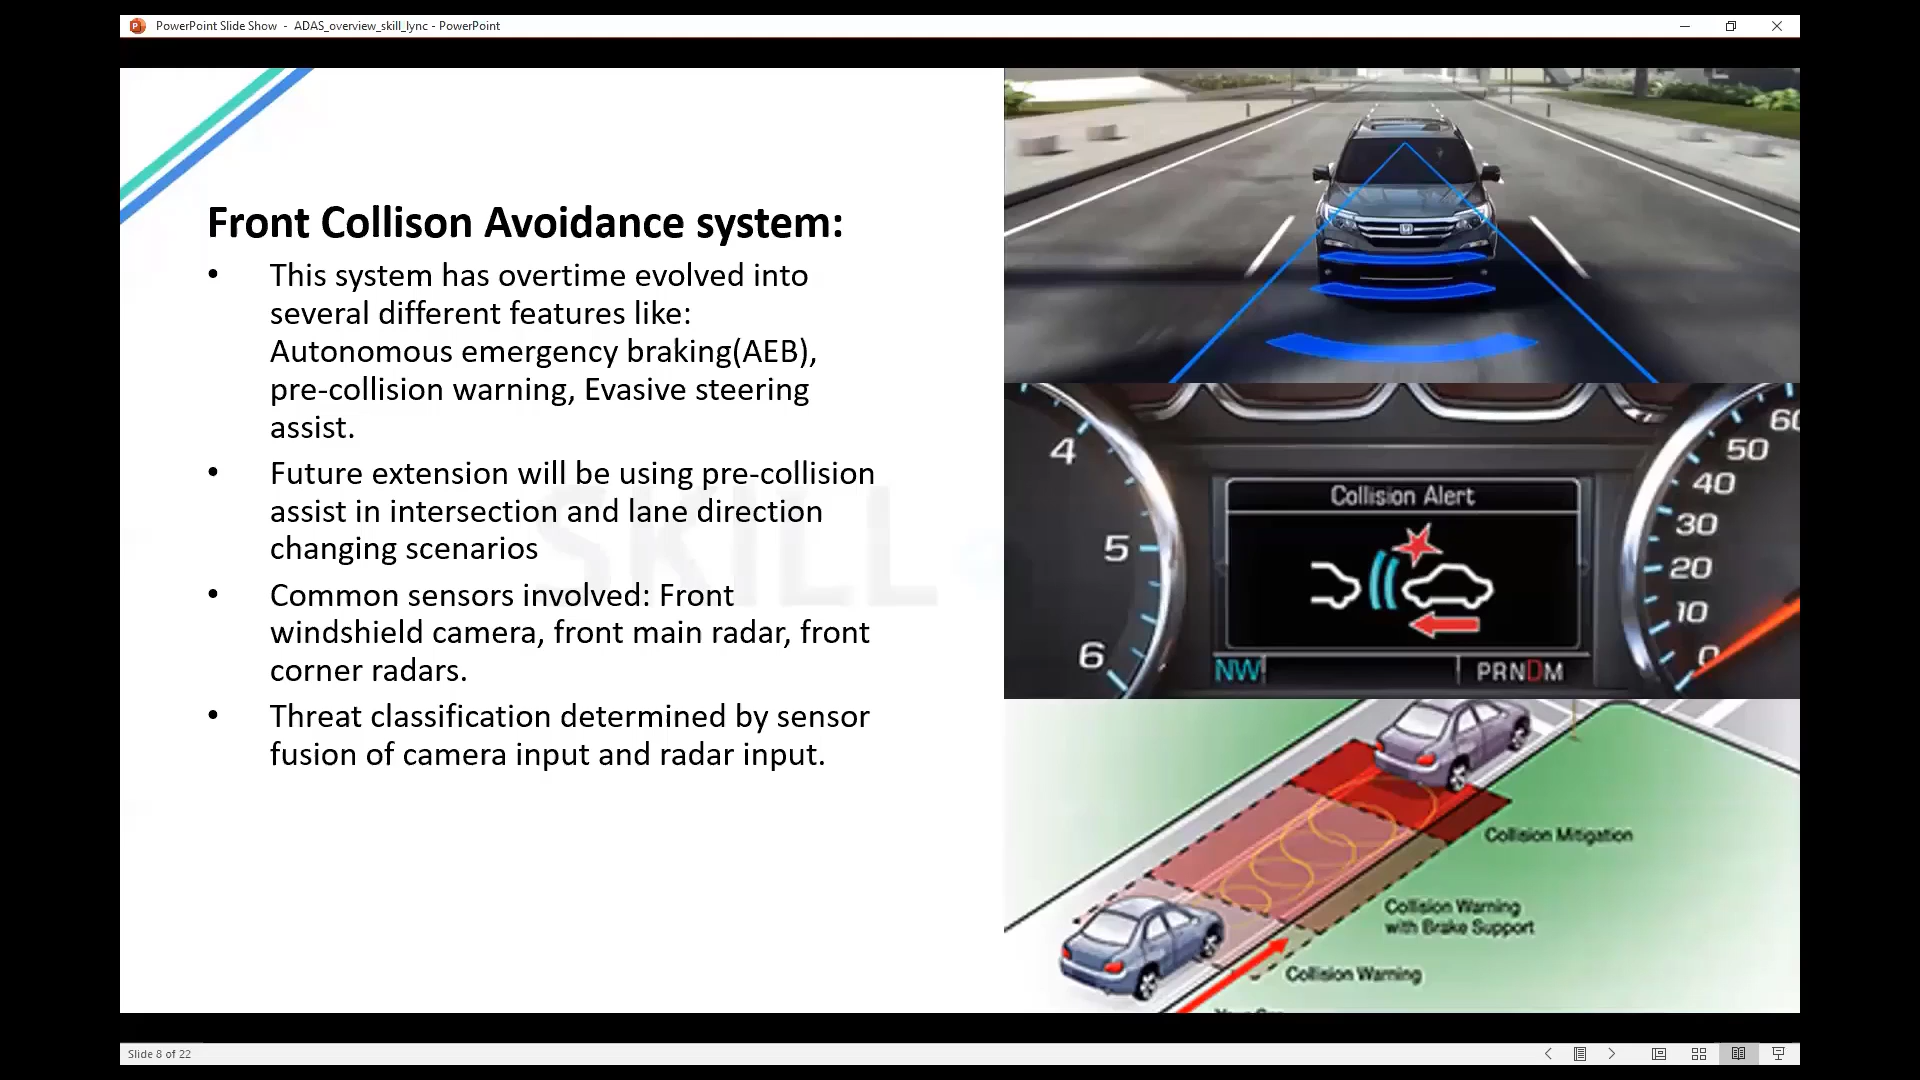 PowerPoint Slide Show - ADAS_overview_skill_lync - PowerPoint
Front Collison Avoidance system:
• This system has overtime evolved into
several different features like:
Autonomous emergency braking(AEB),
pre-collision warning, Evasive steering
assist.
• Future extension will be using pre-collision
assist in intersection and lane direction
changing scenarios
• Common sensors involved: Front
windshield camera, front main radar, front
corner radars.
• Threat classification determined by sensor
fusion of camera input and radar input.
SKILL
4
5
6
Collision Alert
NW
PRNDM
60
50
40
30
20
10
0
Collision Mitigation
Collision Warning
with Brake Support
Collision Warning
Slide 8 of 22